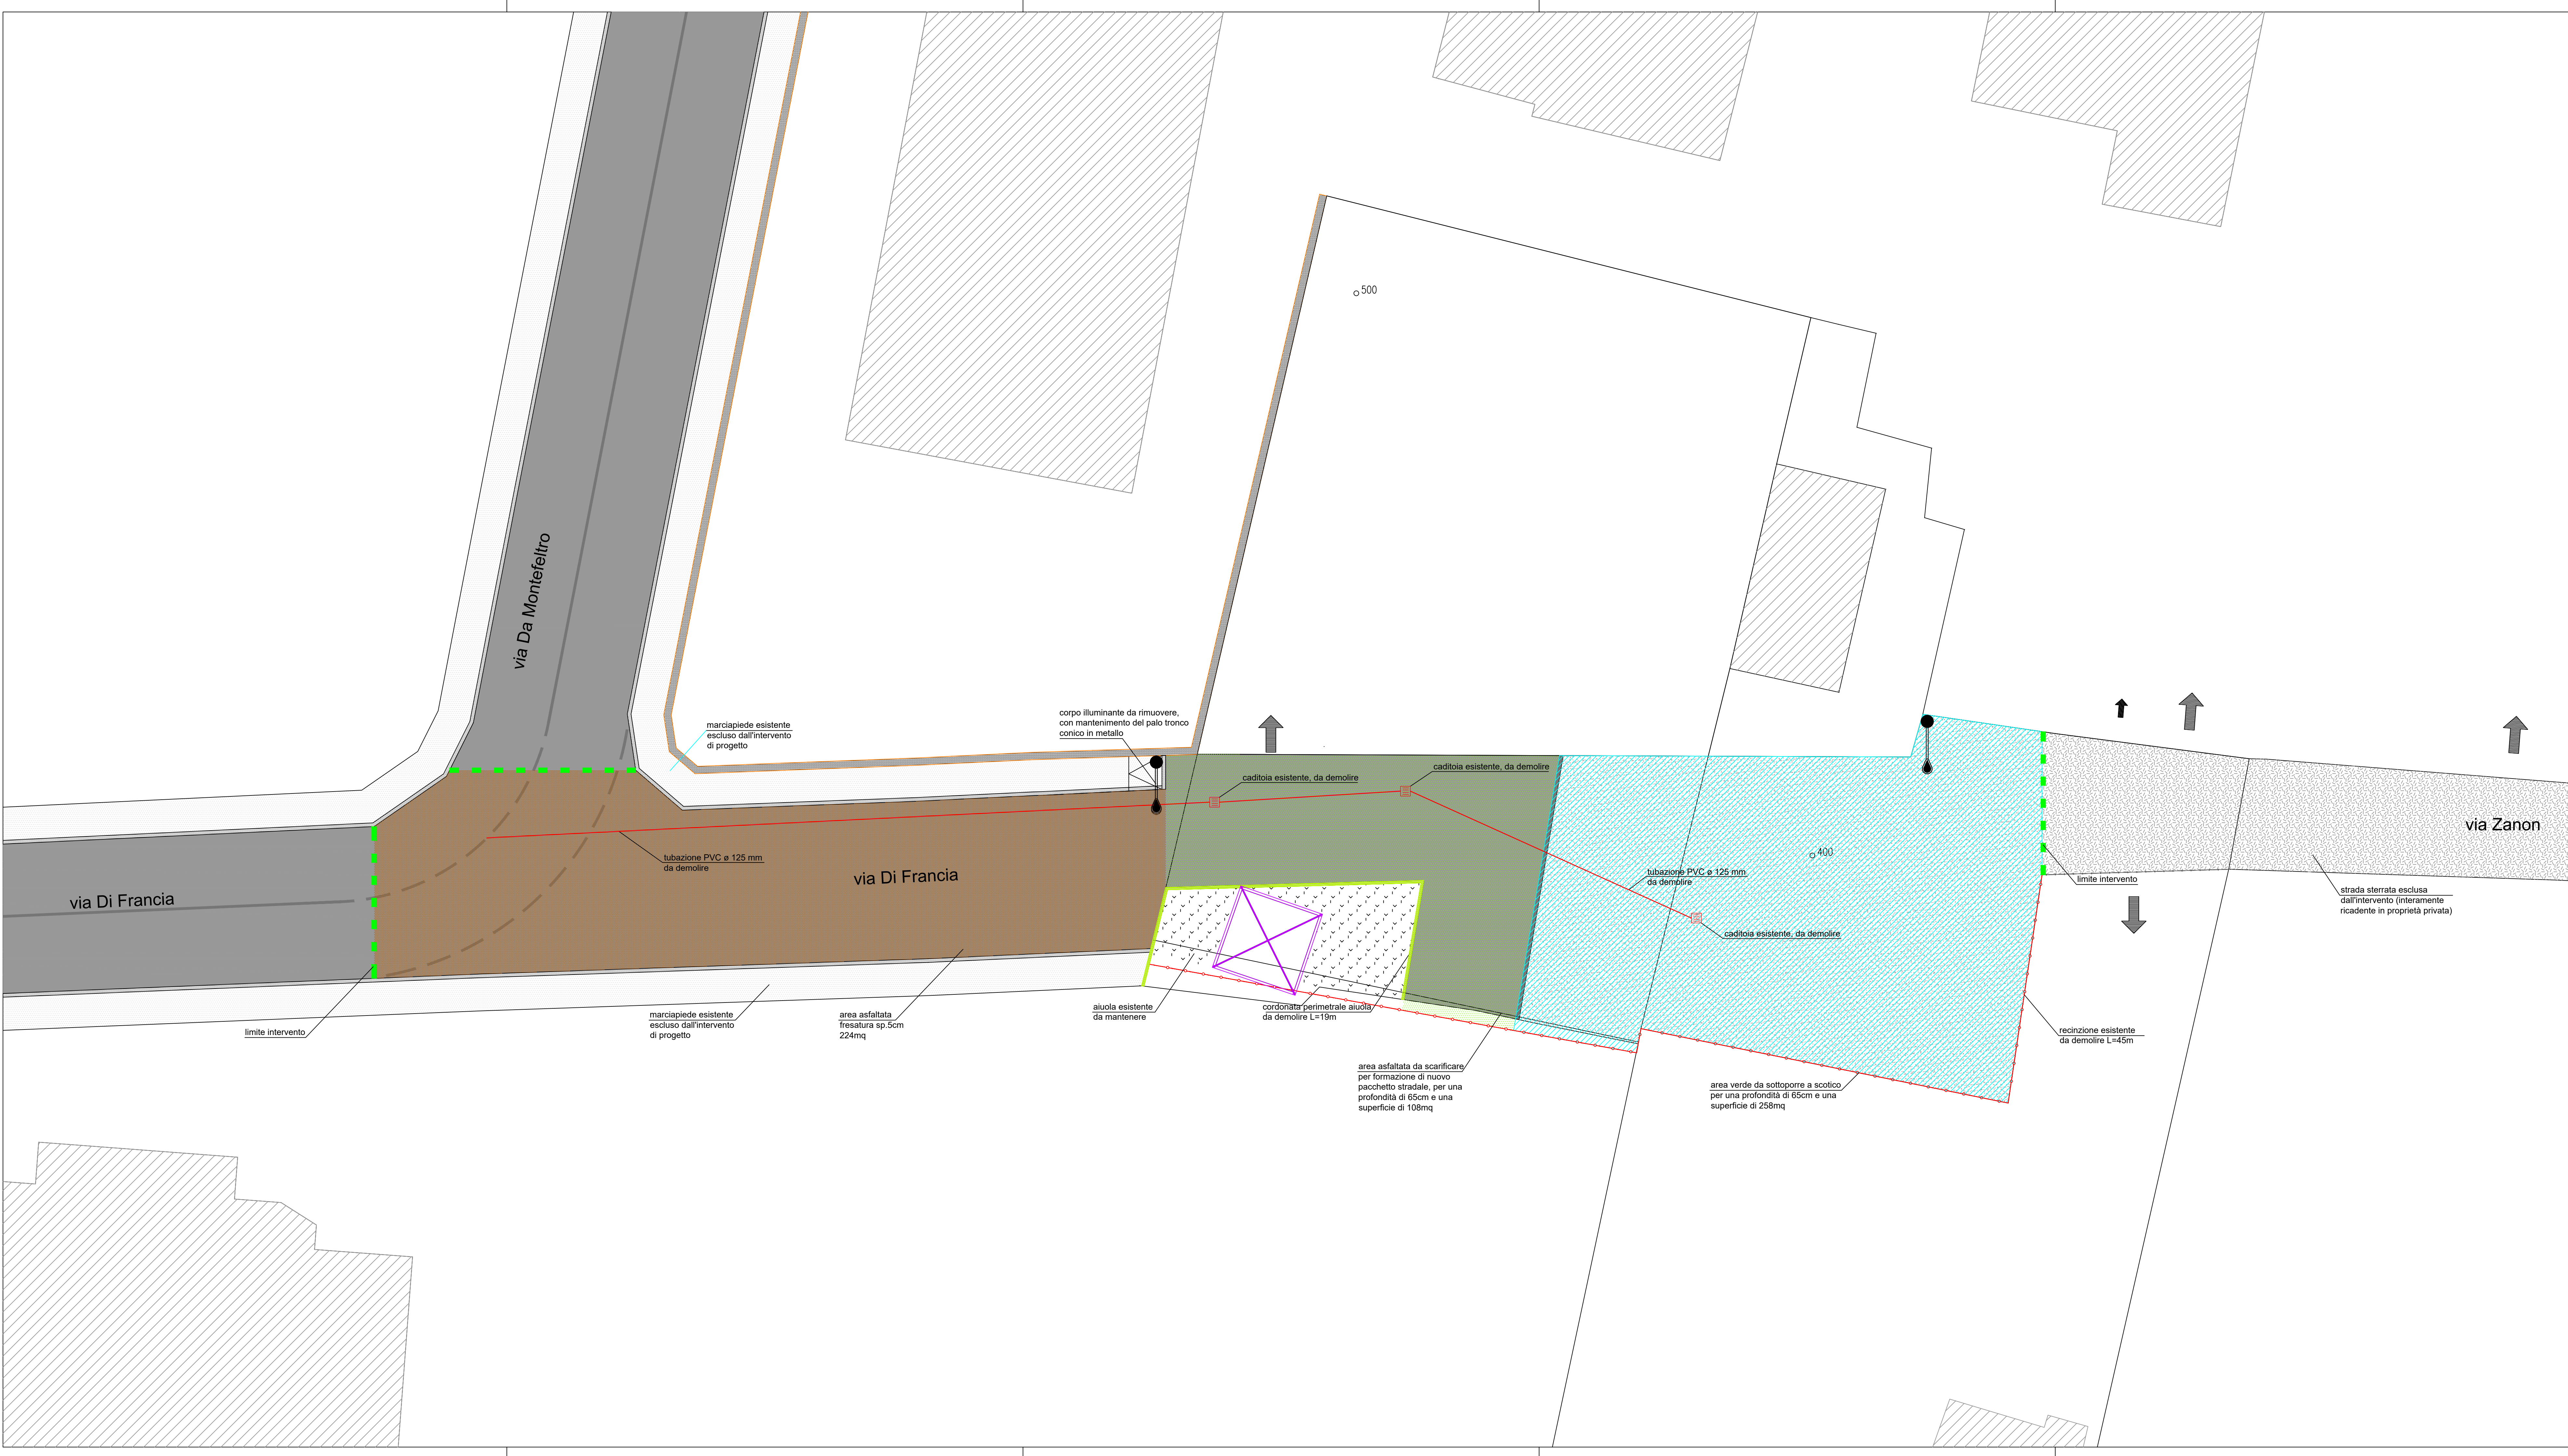 500
via Da Montefeltro
marciapiede esistente
escluso dall'intervento
di progetto
corpo illuminante da rimuovere,
con mantenimento del palo tronco
conico in metallo
caditoia esistente, da demolire
caditoia esistente, da demolire
via Zanon
400
tubazione PVC ø 125 mm
da demolire
via Di Francia
via Di Francia
tubazione PVC ø 125 mm
da demolire
limite intervento
strada sterrata esclusa
dall'intervento (interamente
ricadente in proprietà privata)
caditoia esistente, da demolire
limite intervento
marciapiede esistente
escluso dall'intervento
di progetto
area asfaltata
fresatura sp.5cm
224mq
aiuola esistente
da mantenere
cordonata perimetrale aiuola
da demolire L=19m
recinzione esistente
da demolire L=45m
area asfaltata da scarificare
per formazione di nuovo
pacchetto stradale, per una
profondità di 65cm e una
superficie di 108mq
area verde da sottoporre a scotico
per una profondità di 65cm e una
superficie di 258mq